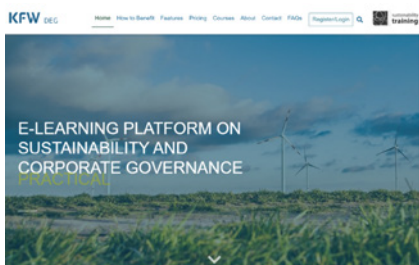 KFW DEG
Home How to Benefit Features Pricing Courses About Contact FAQs Register/Login
sustainability
training
E-LEARNING PLATFORM ON
SUSTAINABILITY AND
CORPORATE GOVERNANCE
PRACTICAL